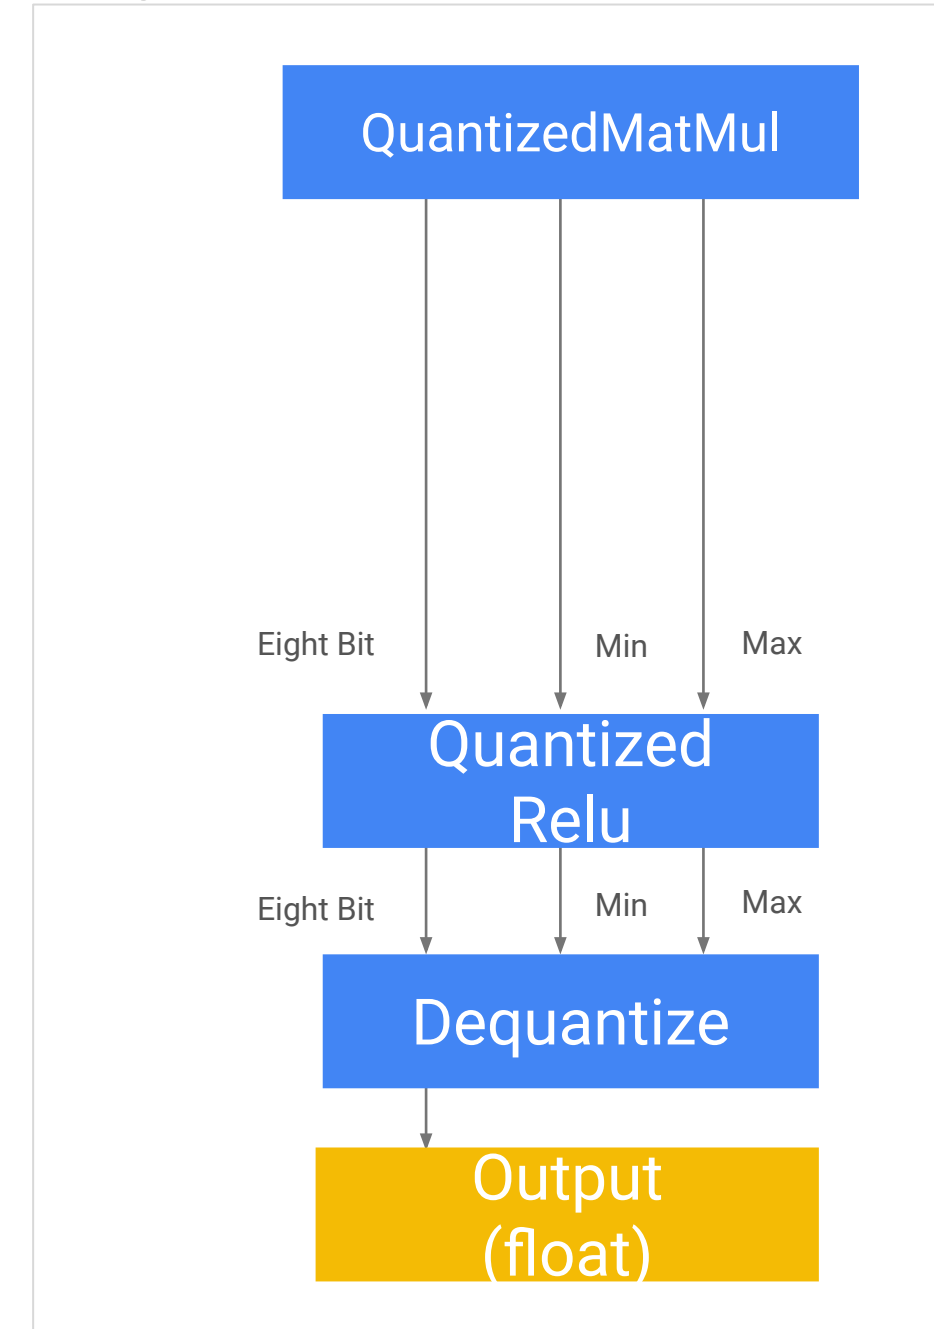 QuantizedMatMul
Eight Bit Min Max
Quantized
Relu
Eight Bit Min Max
Dequantize
Output
(float)